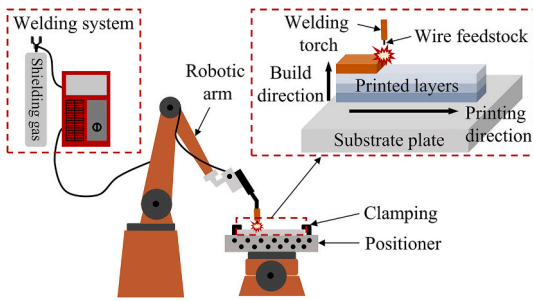 Welding system
Shielding gas
Robotic
arm
Welding
torch
Wire feedstock
Build
direction
Printed layers
Printing
direction
Substrate plate
Clamping
Positioner